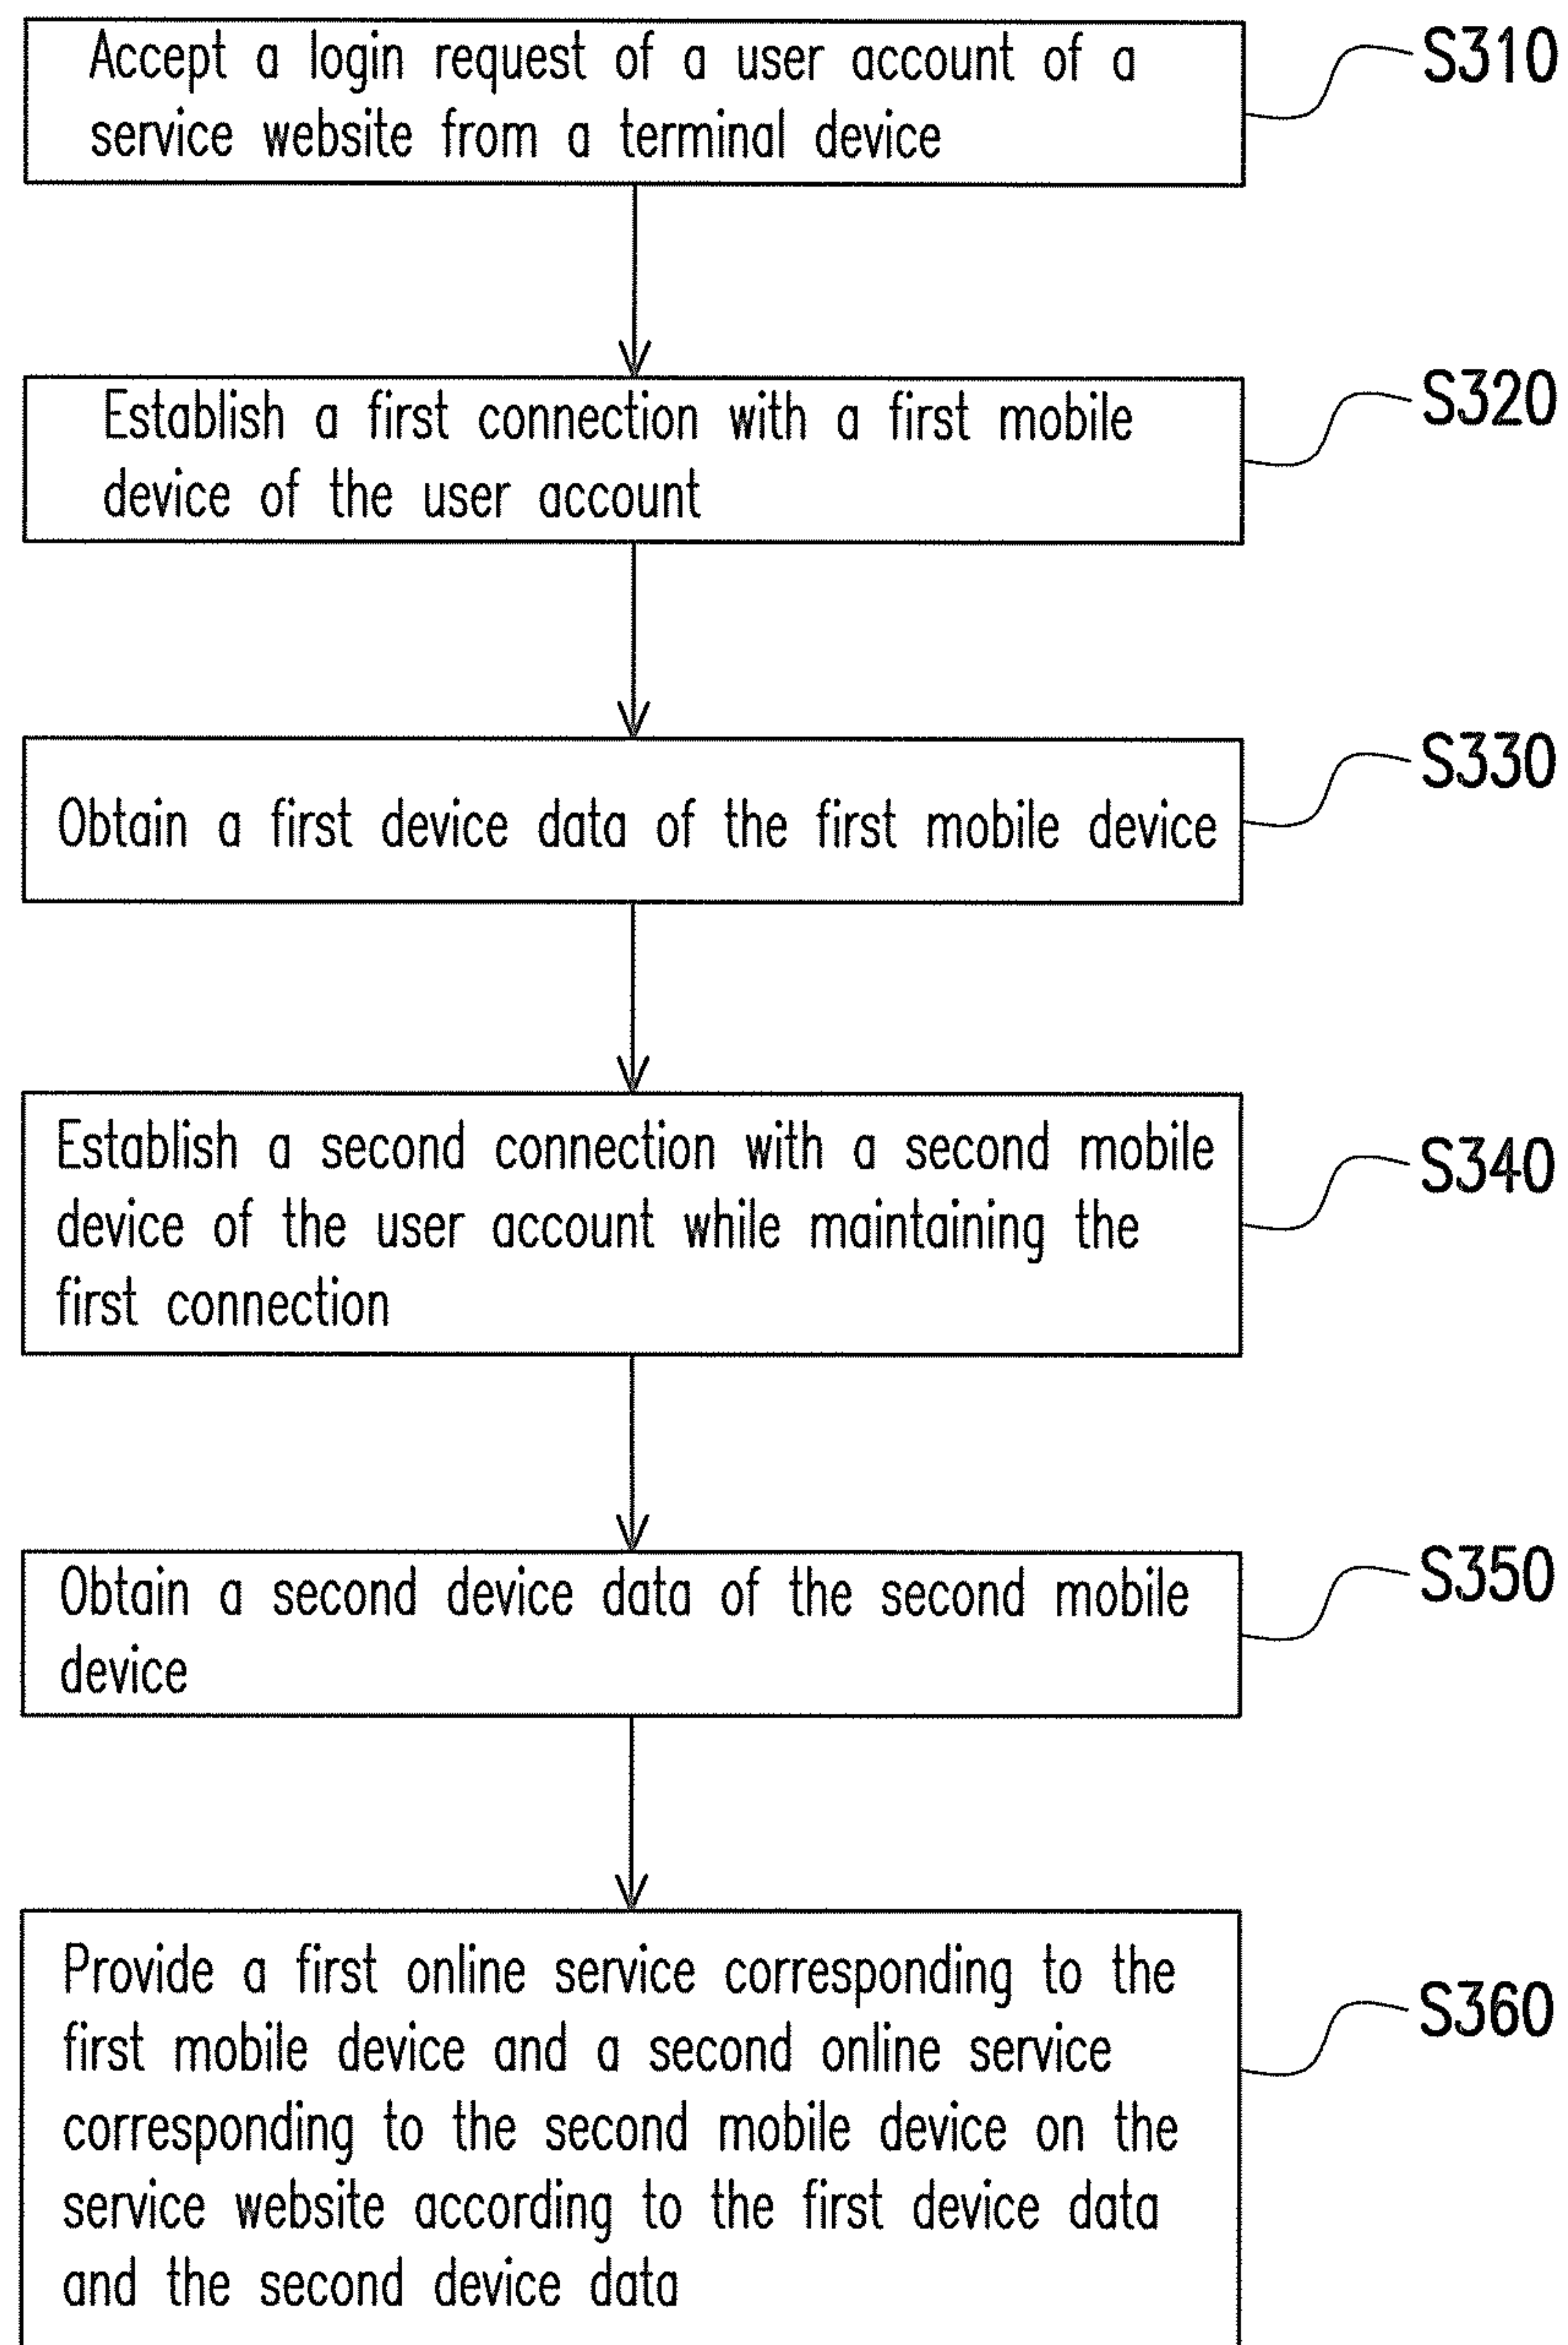 Accept a login request of a user account of a
service website from a terminal device
S310
Establish a first connection with a first mobile
device of the user account
S320
Obtain a first device data of the first mobile device
S330
Establish a second connection with a second mobile
device of the user account while maintaining the
first connection
S340
Obtain a second device data of the second mobile
device
S350
Provide a first online service corresponding to the
first mobile device and a second online service
corresponding to the second mobile device on the
service website according to the first device data
and the second device data
S360